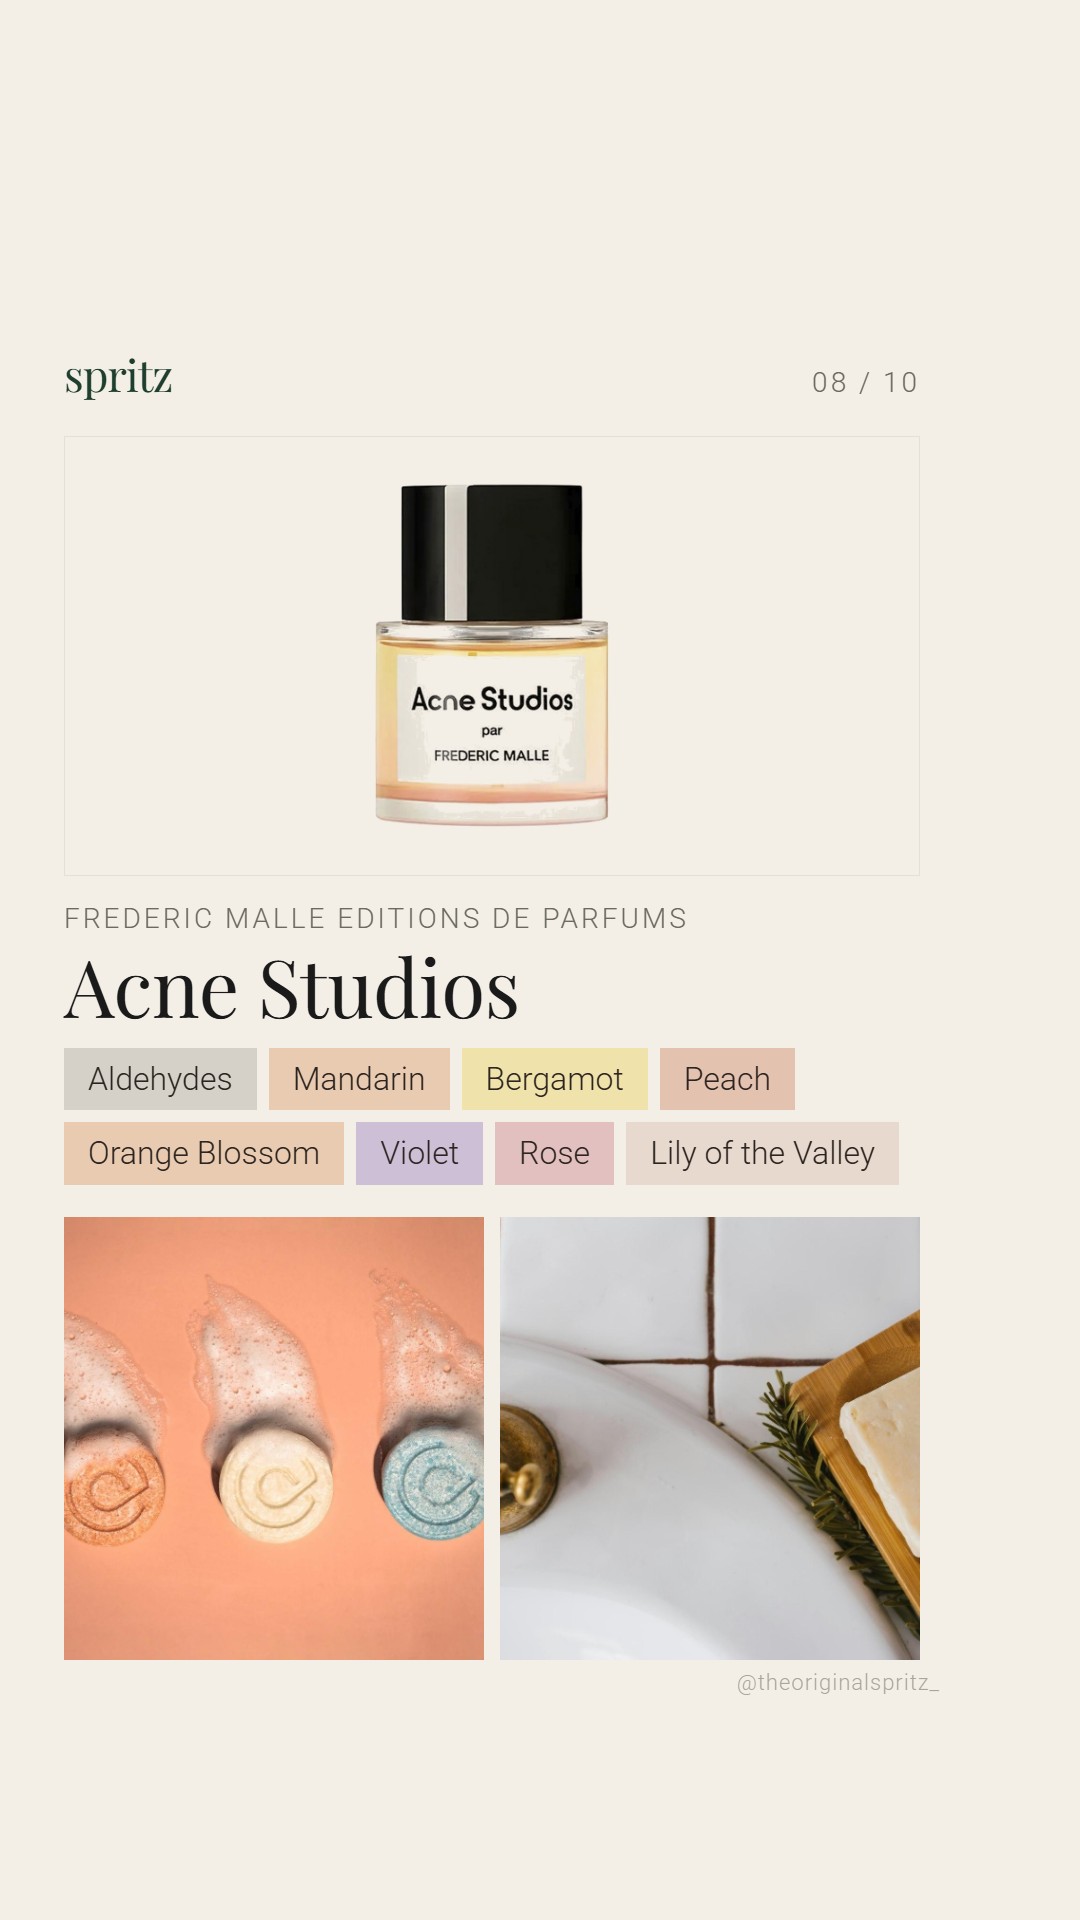 spritz
08 / 10
Acne Studios
par
FREDERIC MALLE
FREDERIC MALLE EDITIONS DE PARFUMS
Acne Studios
Aldehydes Mandarin Bergamot Peach
Orange Blossom Violet Rose Lily of the Valley
@theoriginalspritz_